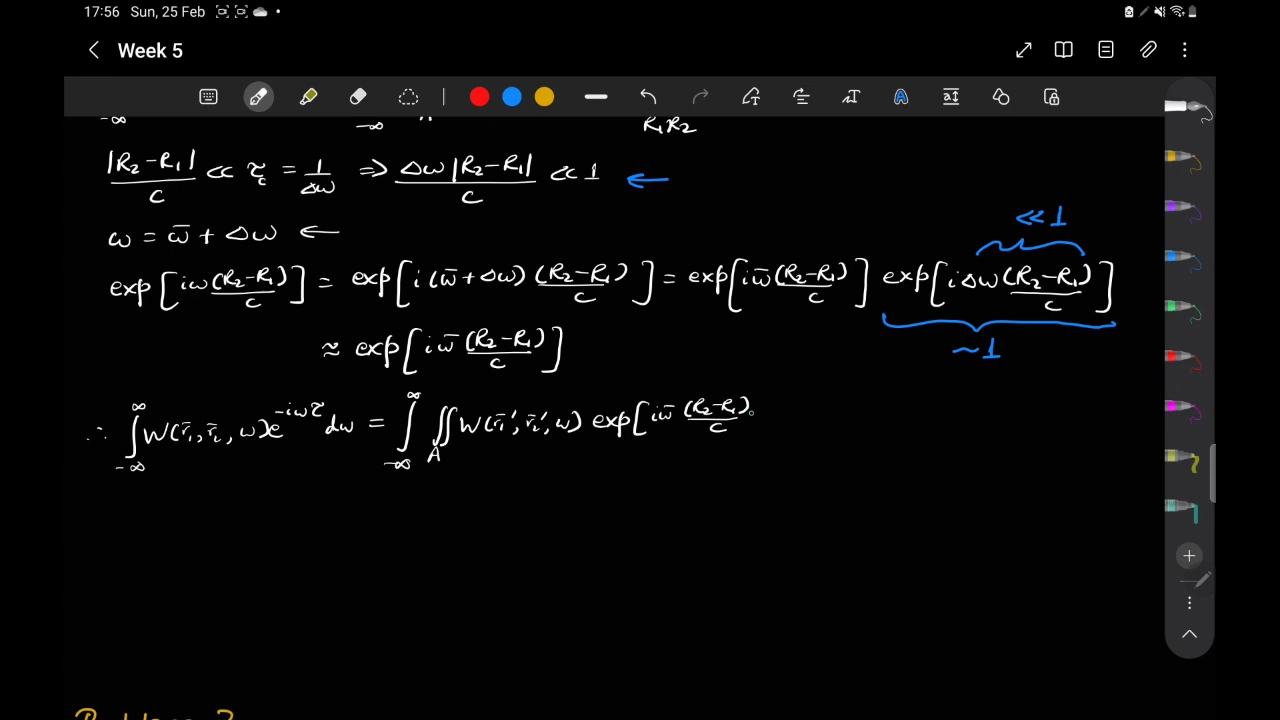 17:56 Sun, 25 Feb
Week 5
-∞ -∞ R₁R₂
|R₂-R₁|/c ≪ τ_c = 1/Δω ⇒ Δω|R₂-R₁|/c ≪ 1 ←
≪1
ω = ω̄ + Δω ←
exp[iω(R₂-R₁)/c] = exp[i(ω̄+Δω)(R₂-R₁)/c] = exp[iω̄(R₂-R₁)/c] exp[iΔω(R₂-R₁)/c]
≈ exp[iω̄(R₂-R₁)/c]
~1
∴ ∫_{-∞}^{∞} W(r̄₁, r̄₂, ω)e^{-iωτ}dω = ∫_{-∞}^{∞} ∬_A W(r̄₁', r̄₂', ω) exp[iω̄(R₂-R₁)/c